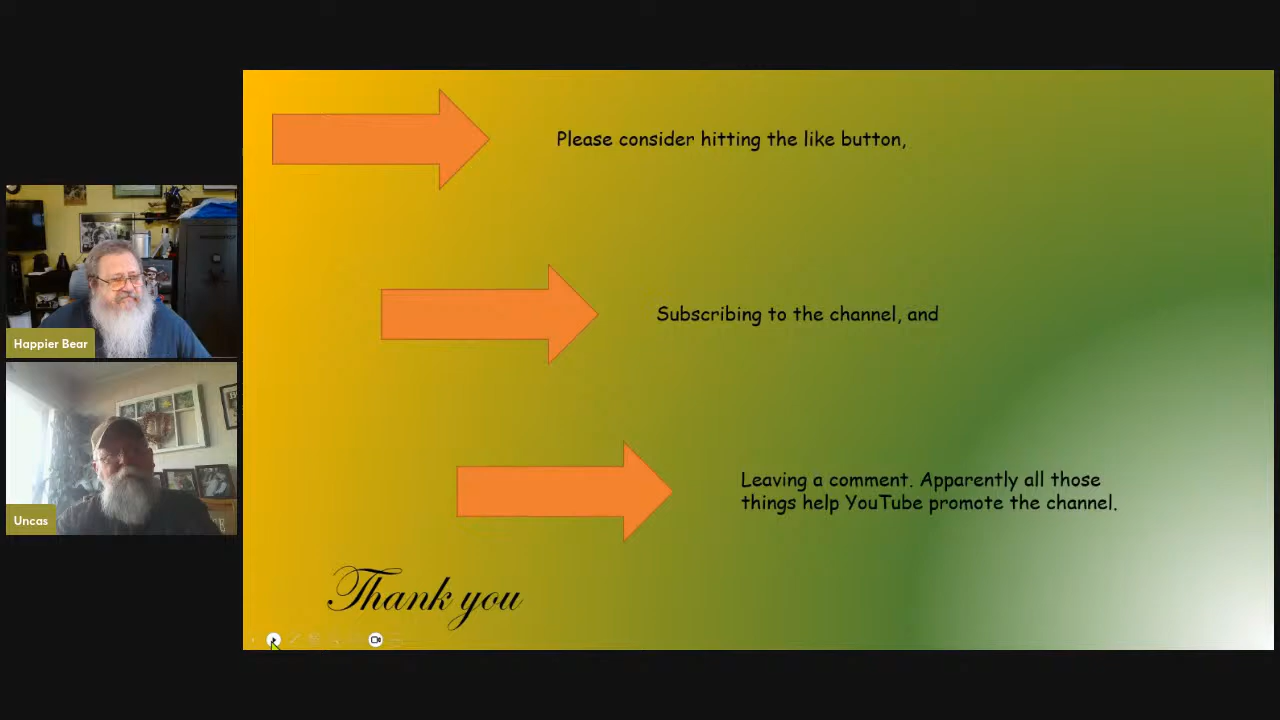 Please consider hitting the like button,
Subscribing to the channel, and
Leaving a comment. Apparently all those
things help YouTube promote the channel.
Thank you
Happier Bear
Uncas